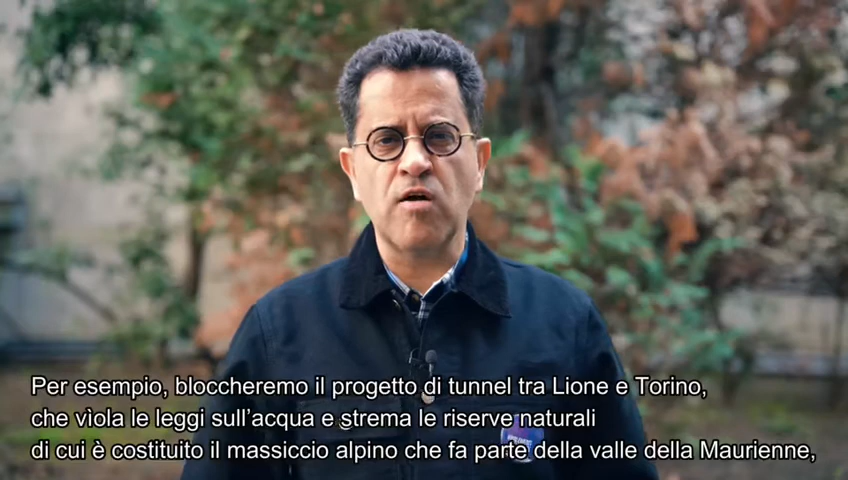 Per esempio, bloccheremo il progetto di tunnel tra Lione e Torino,
che vìola le leggi sull'acqua e strema le riserve naturali
di cui è costituito il massiccio alpino che fa parte della valle della Maurienne,